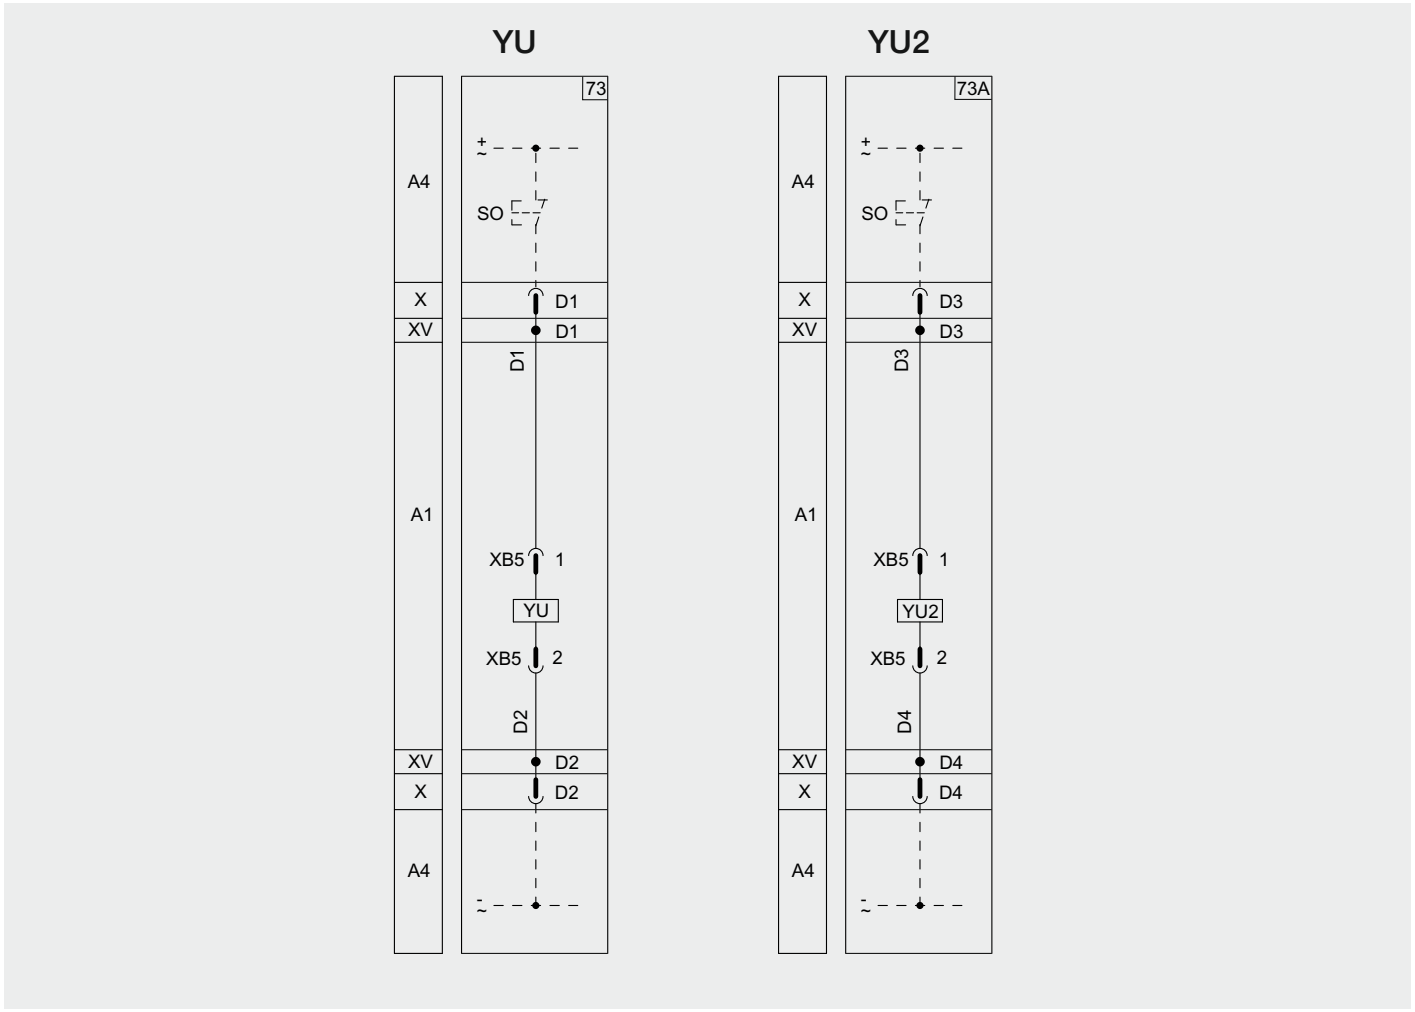 YU
73
+
~
A4
SO
X
D1
XV
D1
D1
A1
XB5 1
YU
XB5 2
D2
XV
D2
X
D2
A4
-
~
YU2
73A
+
~
A4
SO
X
D3
XV
D3
D3
A1
XB5 1
YU2
XB5 2
D4
XV
D4
X
D4
A4
-
~